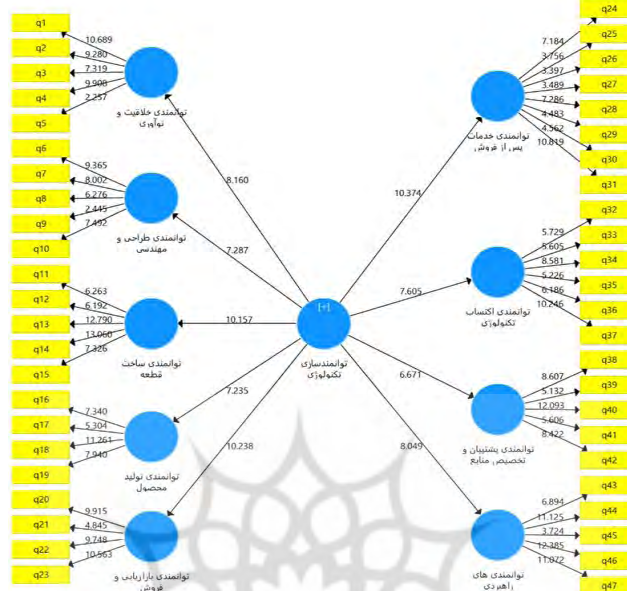 q1
q2
q3
q4
q5
10.689
9.280
7.319
9.908
2.257
توانمندی خلاقیت و
نوآوری
q6
q7
q8
q9
q10
9.365
8.002
6.276
2.445
7.492
توانمندی طراحی و
مهندسی
q11
q12
q13
q14
q15
6.263
6.192
12.790
13.060
7.326
توانمندی ساخت
قطعه
q16
q17
q18
q19
7.340
5.304
11.261
7.940
توانمندی تولید
محصول
q20
q21
q22
q23
9.915
4.845
9.748
10.563
توانمندی بازاریابی و
فروش
8.160
7.287
10.157
7.235
10.238
[+]
توانمندسازی
تکنولوژی
10.374
7.605
6.671
8.049
q24
q25
q26
q27
q28
q29
q30
q31
7.184
3.756
3.397
3.489
7.286
4.483
4.562
10.819
توانمندی خدمات
پس از فروش
q32
q33
q34
q35
q36
q37
5.729
5.605
8.581
5.226
6.186
10.246
توانمندی اکتساب
تکنولوژی
q38
q39
q40
q41
q42
8.607
5.132
12.093
5.606
8.422
توانمندی پشتیبان و
تخصیص منابع
q43
q44
q45
q46
q47
6.894
11.125
3.724
12.385
11.072
توانمندی های
راهبردی